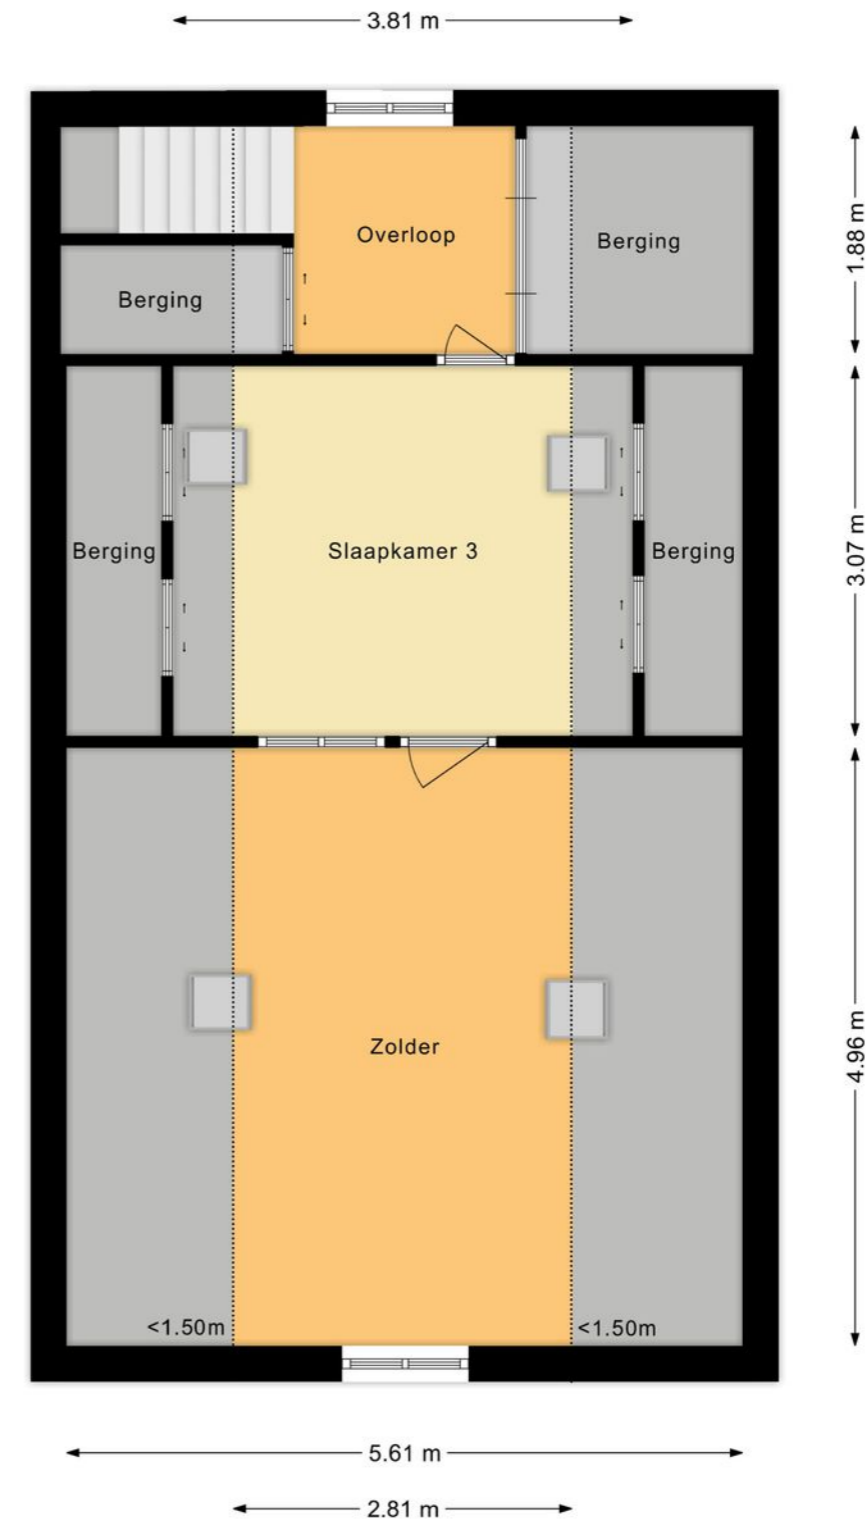 3.81 m
Overloop
Berging
1.88 m
Berging
Berging
Slaapkamer 3
Berging
3.07 m
Zolder
4.96 m
<1.50m
<1.50m
5.61 m
2.81 m